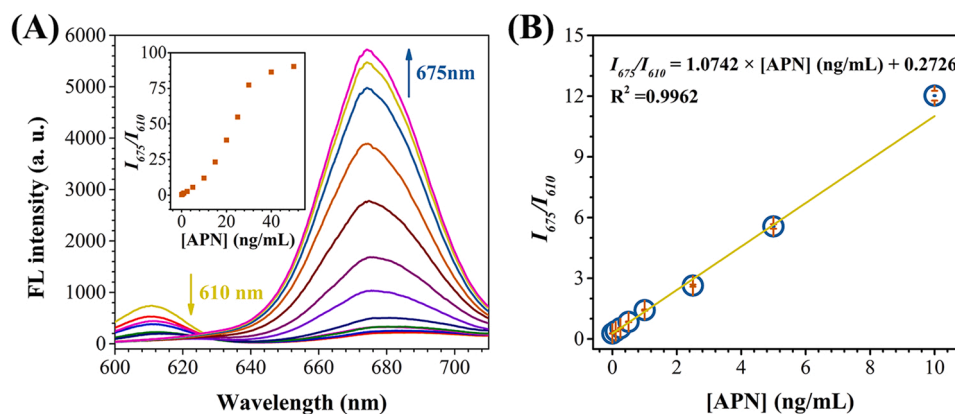 (A)
6000
5000
4000
3000
2000
1000
0
FL intensity (a. u.)
600
620
640
660
680
700
Wavelength (nm)
675nm
610 nm
100
75
50
25
0
I675/I610
0
20
40
[APN] (ng/mL)
(B)
15
12
9
6
3
0
I675/I610
I675/I610 = 1.0742 × [APN] (ng/mL) + 0.2726
R² =0.9962
0
2
4
6
8
10
[APN] (ng/mL)